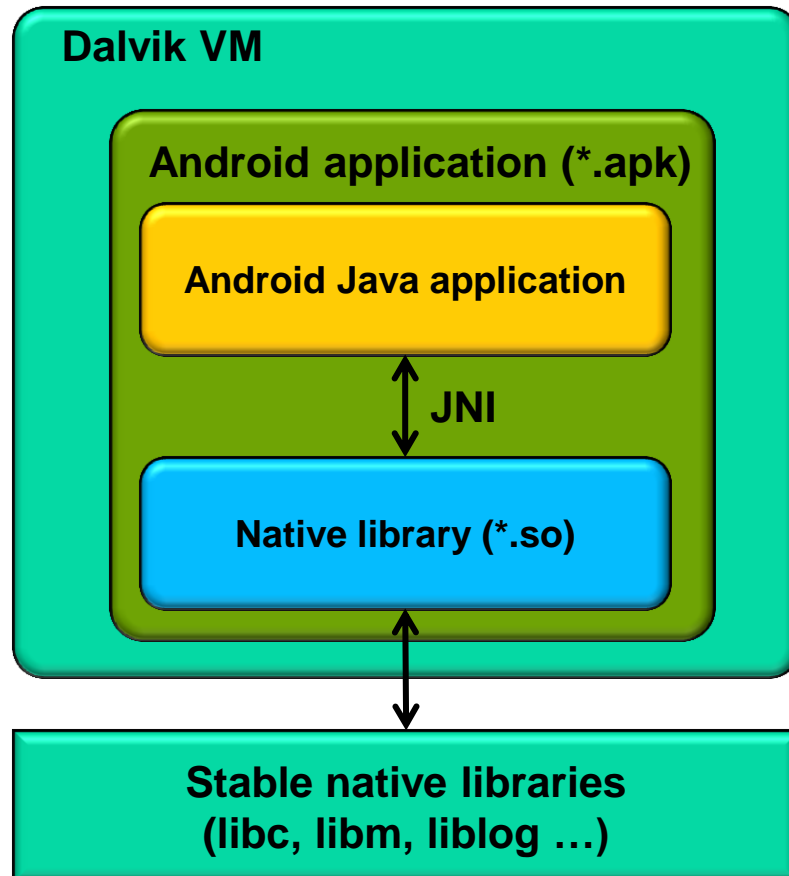 Dalvik VM
Android application (*.apk)
Android Java application
JNI
Native library (*.so)
Stable native libraries
(libc, libm, liblog …)